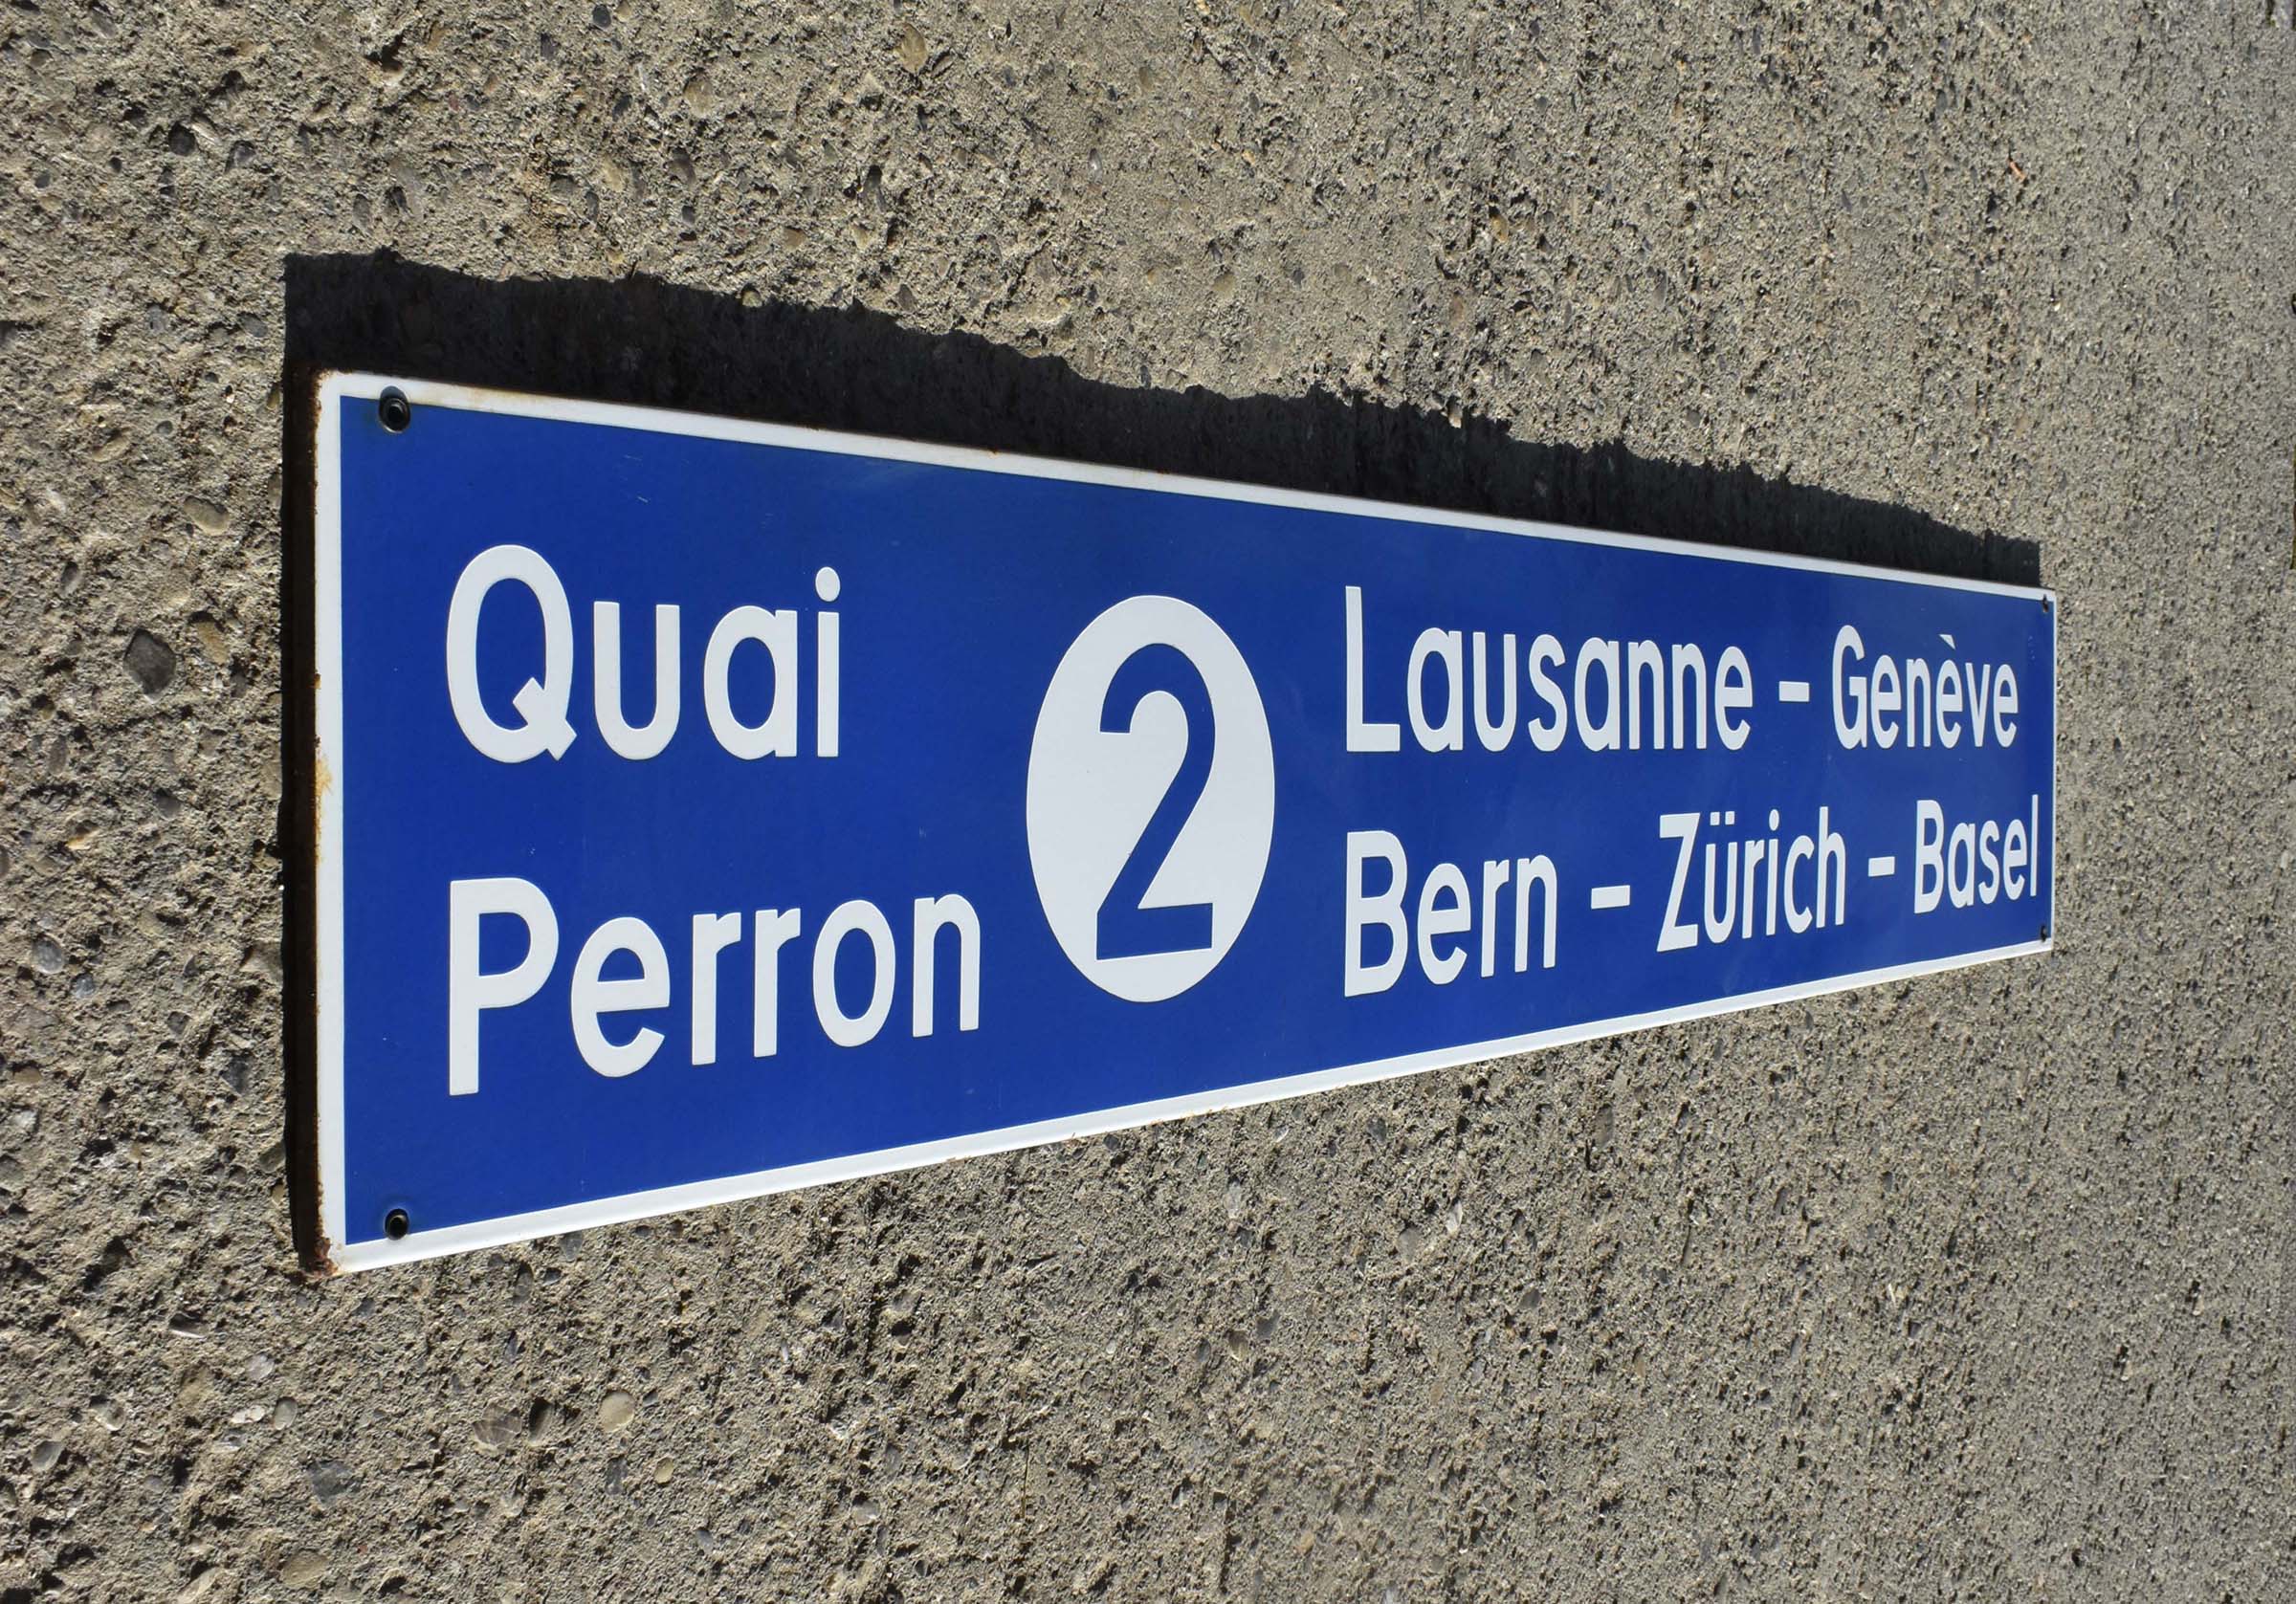 Quai
Perron
2
Lausanne – Genève
Bern – Zürich – Basel